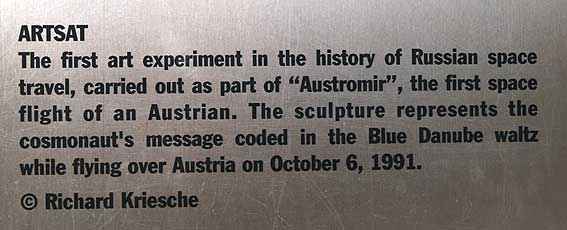 ARTSAT
The first art experiment in the history of Russian space
travel, carried out as part of “Austromir”, the first space
flight of an Austrian. The sculpture represents the
cosmonaut's message coded in the Blue Danube waltz
while flying over Austria on October 6, 1991.
© Richard Kriesche